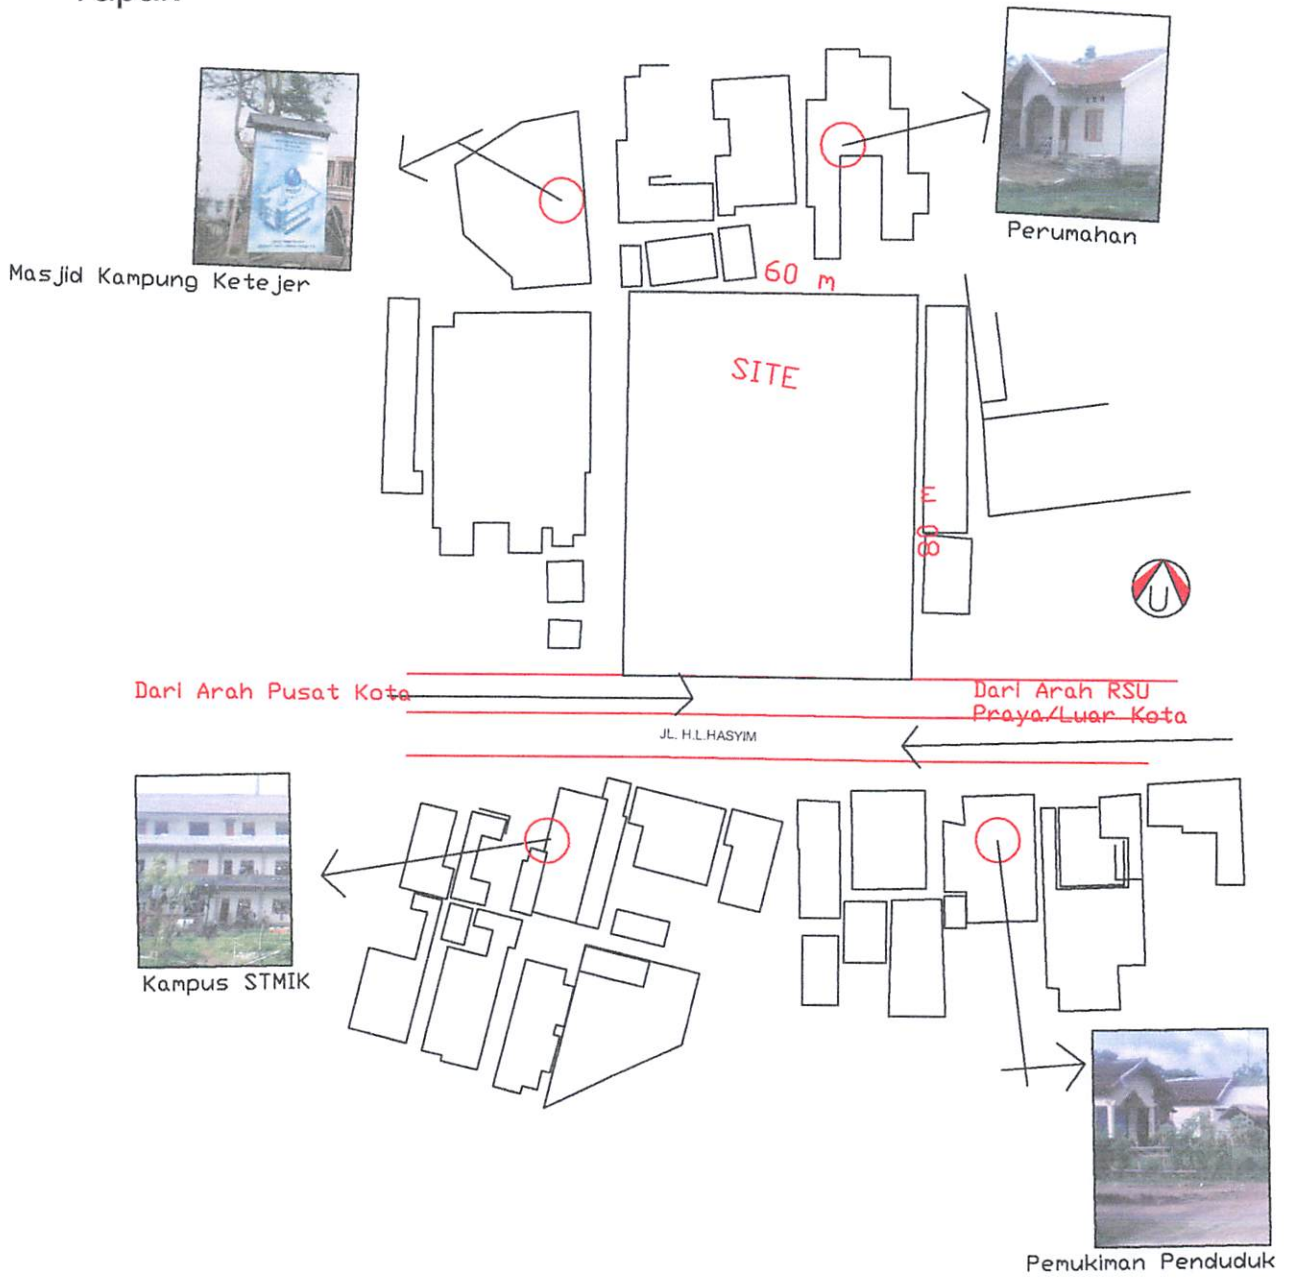 Perumahan
Masjid Kampung Ketejer
60 m
SITE
80 m
U
Dari Arah Pusat Kota
Dari Arah RSU
Praya/Luar Kota
JL. H.L.HASYIM
Kampus STMIK
Pemukiman Penduduk